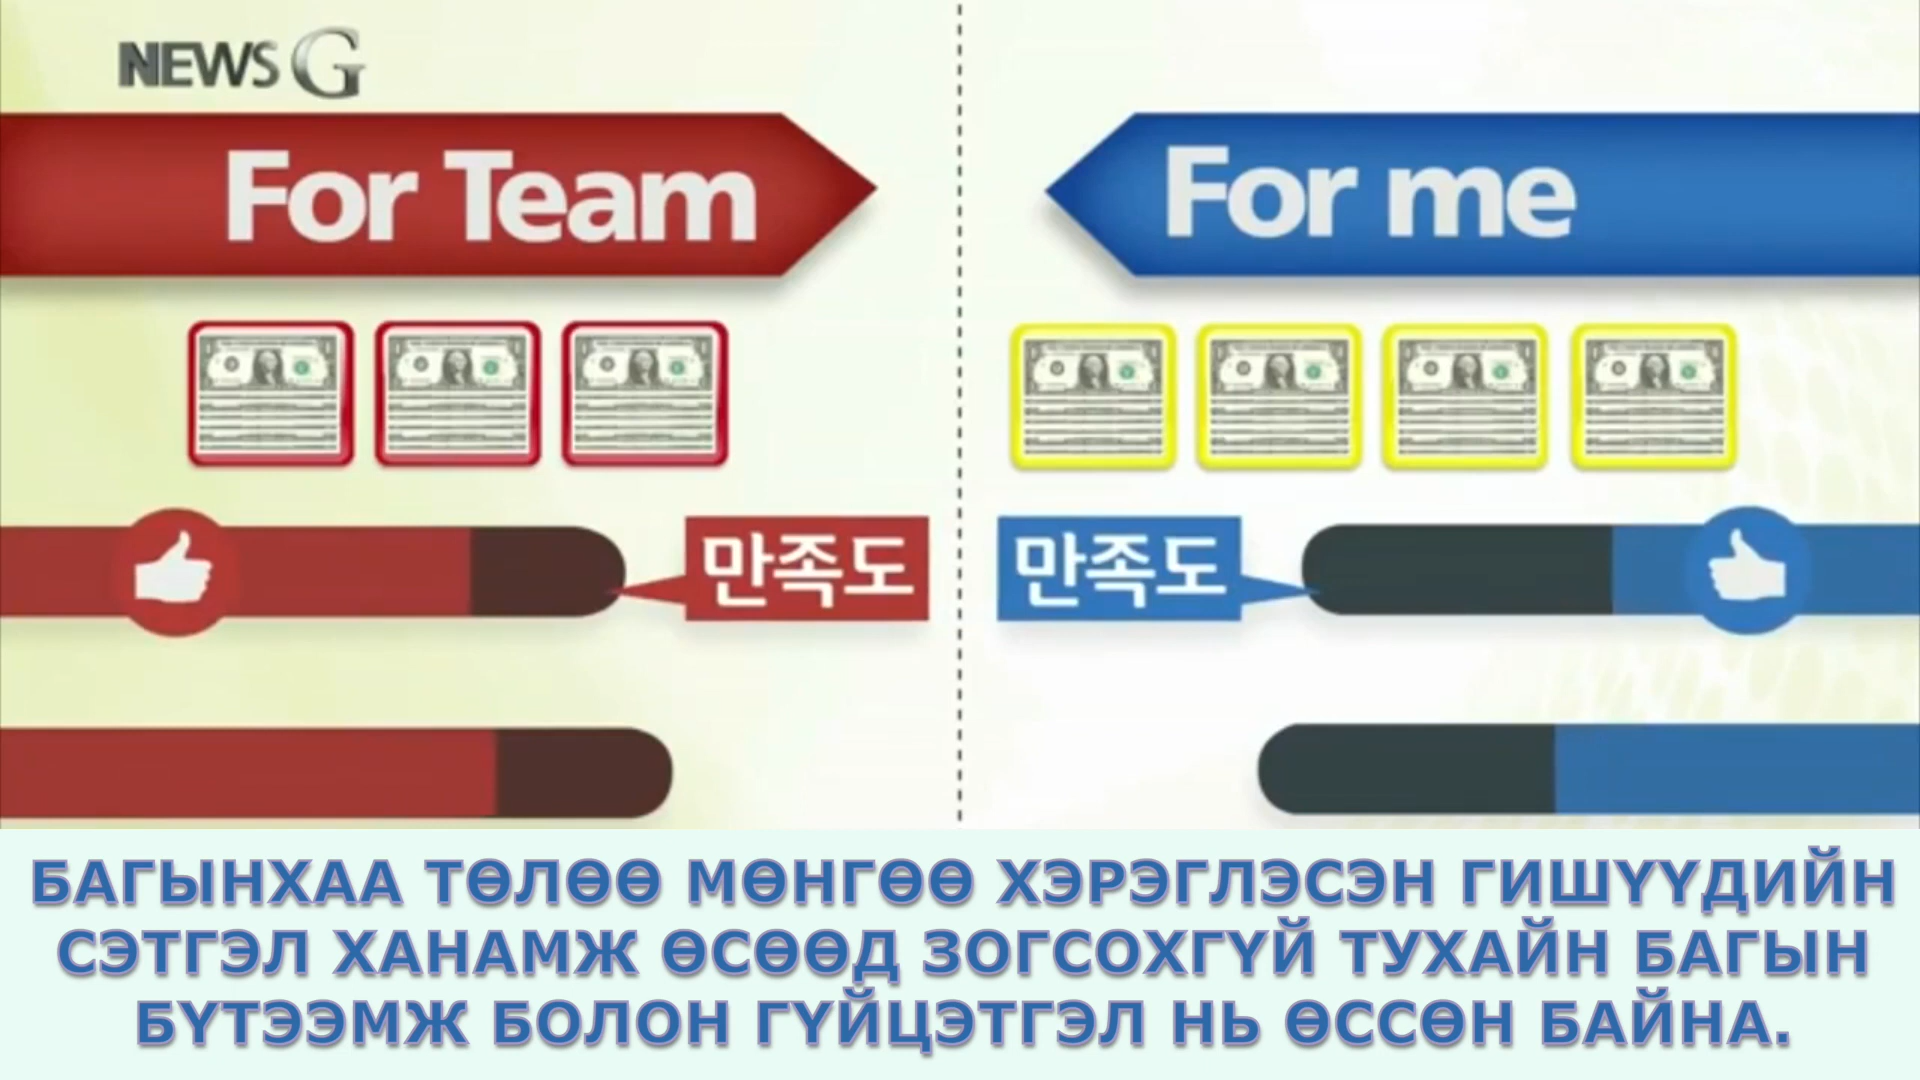 NEWS G
For Team
For me
만족도
만족도
БАГЫНХАА ТӨЛӨӨ МӨНГӨӨ ХЭРЭГЛЭСЭН ГИШҮҮДИЙН
СЭТГЭЛ ХАНАМЖ ӨСӨӨД ЗОГСОХГҮЙ ТУХАЙН БАГЫН
БҮТЭЭМЖ БОЛОН ГҮЙЦЭТГЭЛ НЬ ӨССӨН БАЙНА.